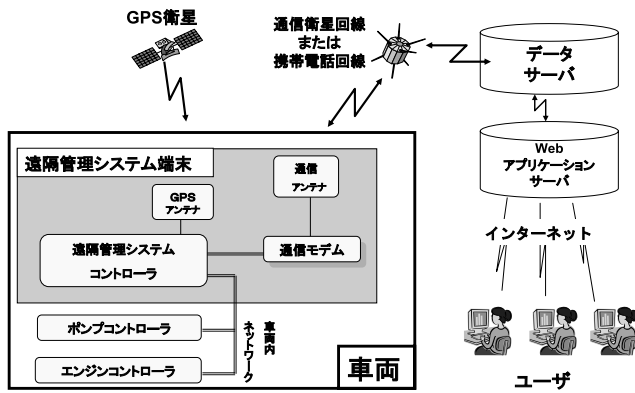 GPS衛星
通信衛星回線
または
携帯電話回線
データ
サーバ
Web
アプリケーション
サーバ
インターネット
ユーザ
遠隔管理システム端末
通信
アンテナ
GPS
アンテナ
遠隔管理システム
コントローラ
通信モデム
ポンプコントローラ
エンジンコントローラ
車両内
ネットワーク
車両